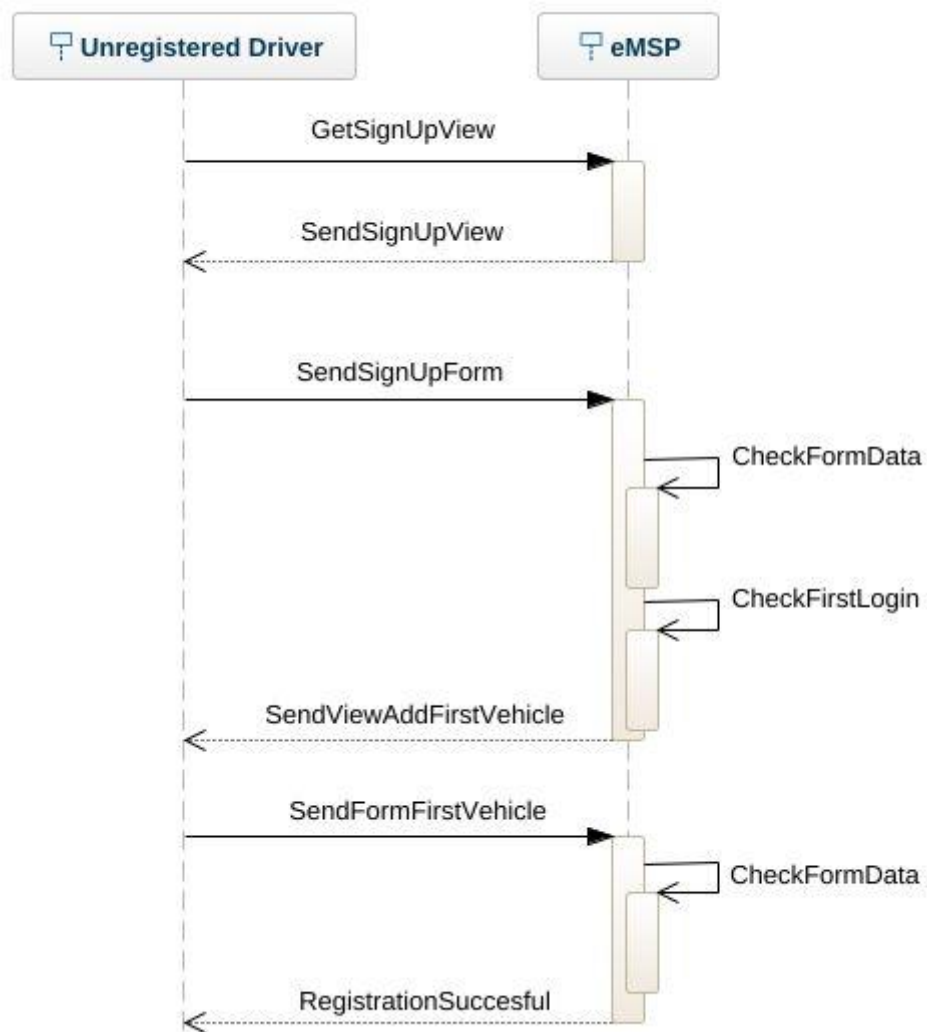 Unregistered Driver
eMSP
GetSignUpView
SendSignUpView
SendSignUpForm
CheckFormData
CheckFirstLogin
SendViewAddFirstVehicle
SendFormFirstVehicle
CheckFormData
RegistrationSuccesful